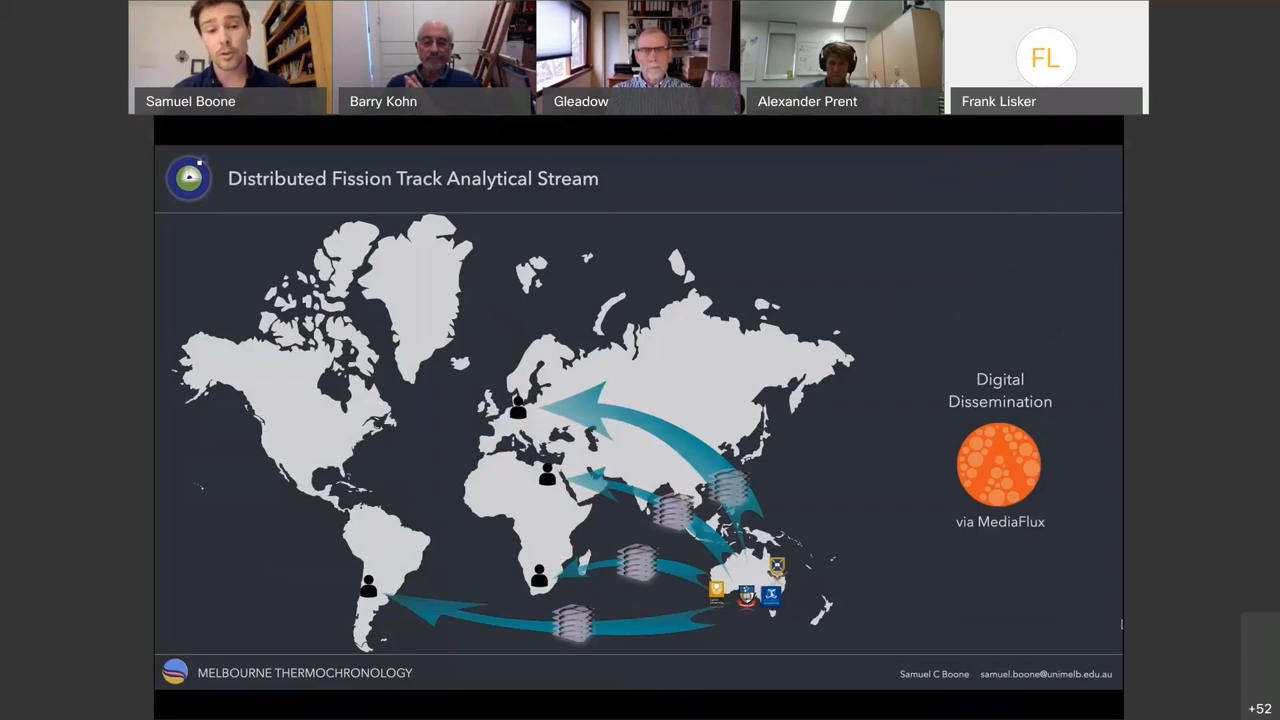 Samuel Boone
Barry Kohn
Gleadow
Alexander Prent
FL
Frank Lisker
Distributed Fission Track Analytical Stream
Digital
Dissemination
via MediaFlux
MELBOURNE THERMOCHRONOLOGY
Samuel C Boone samuel.boone@unimelb.edu.au
+52